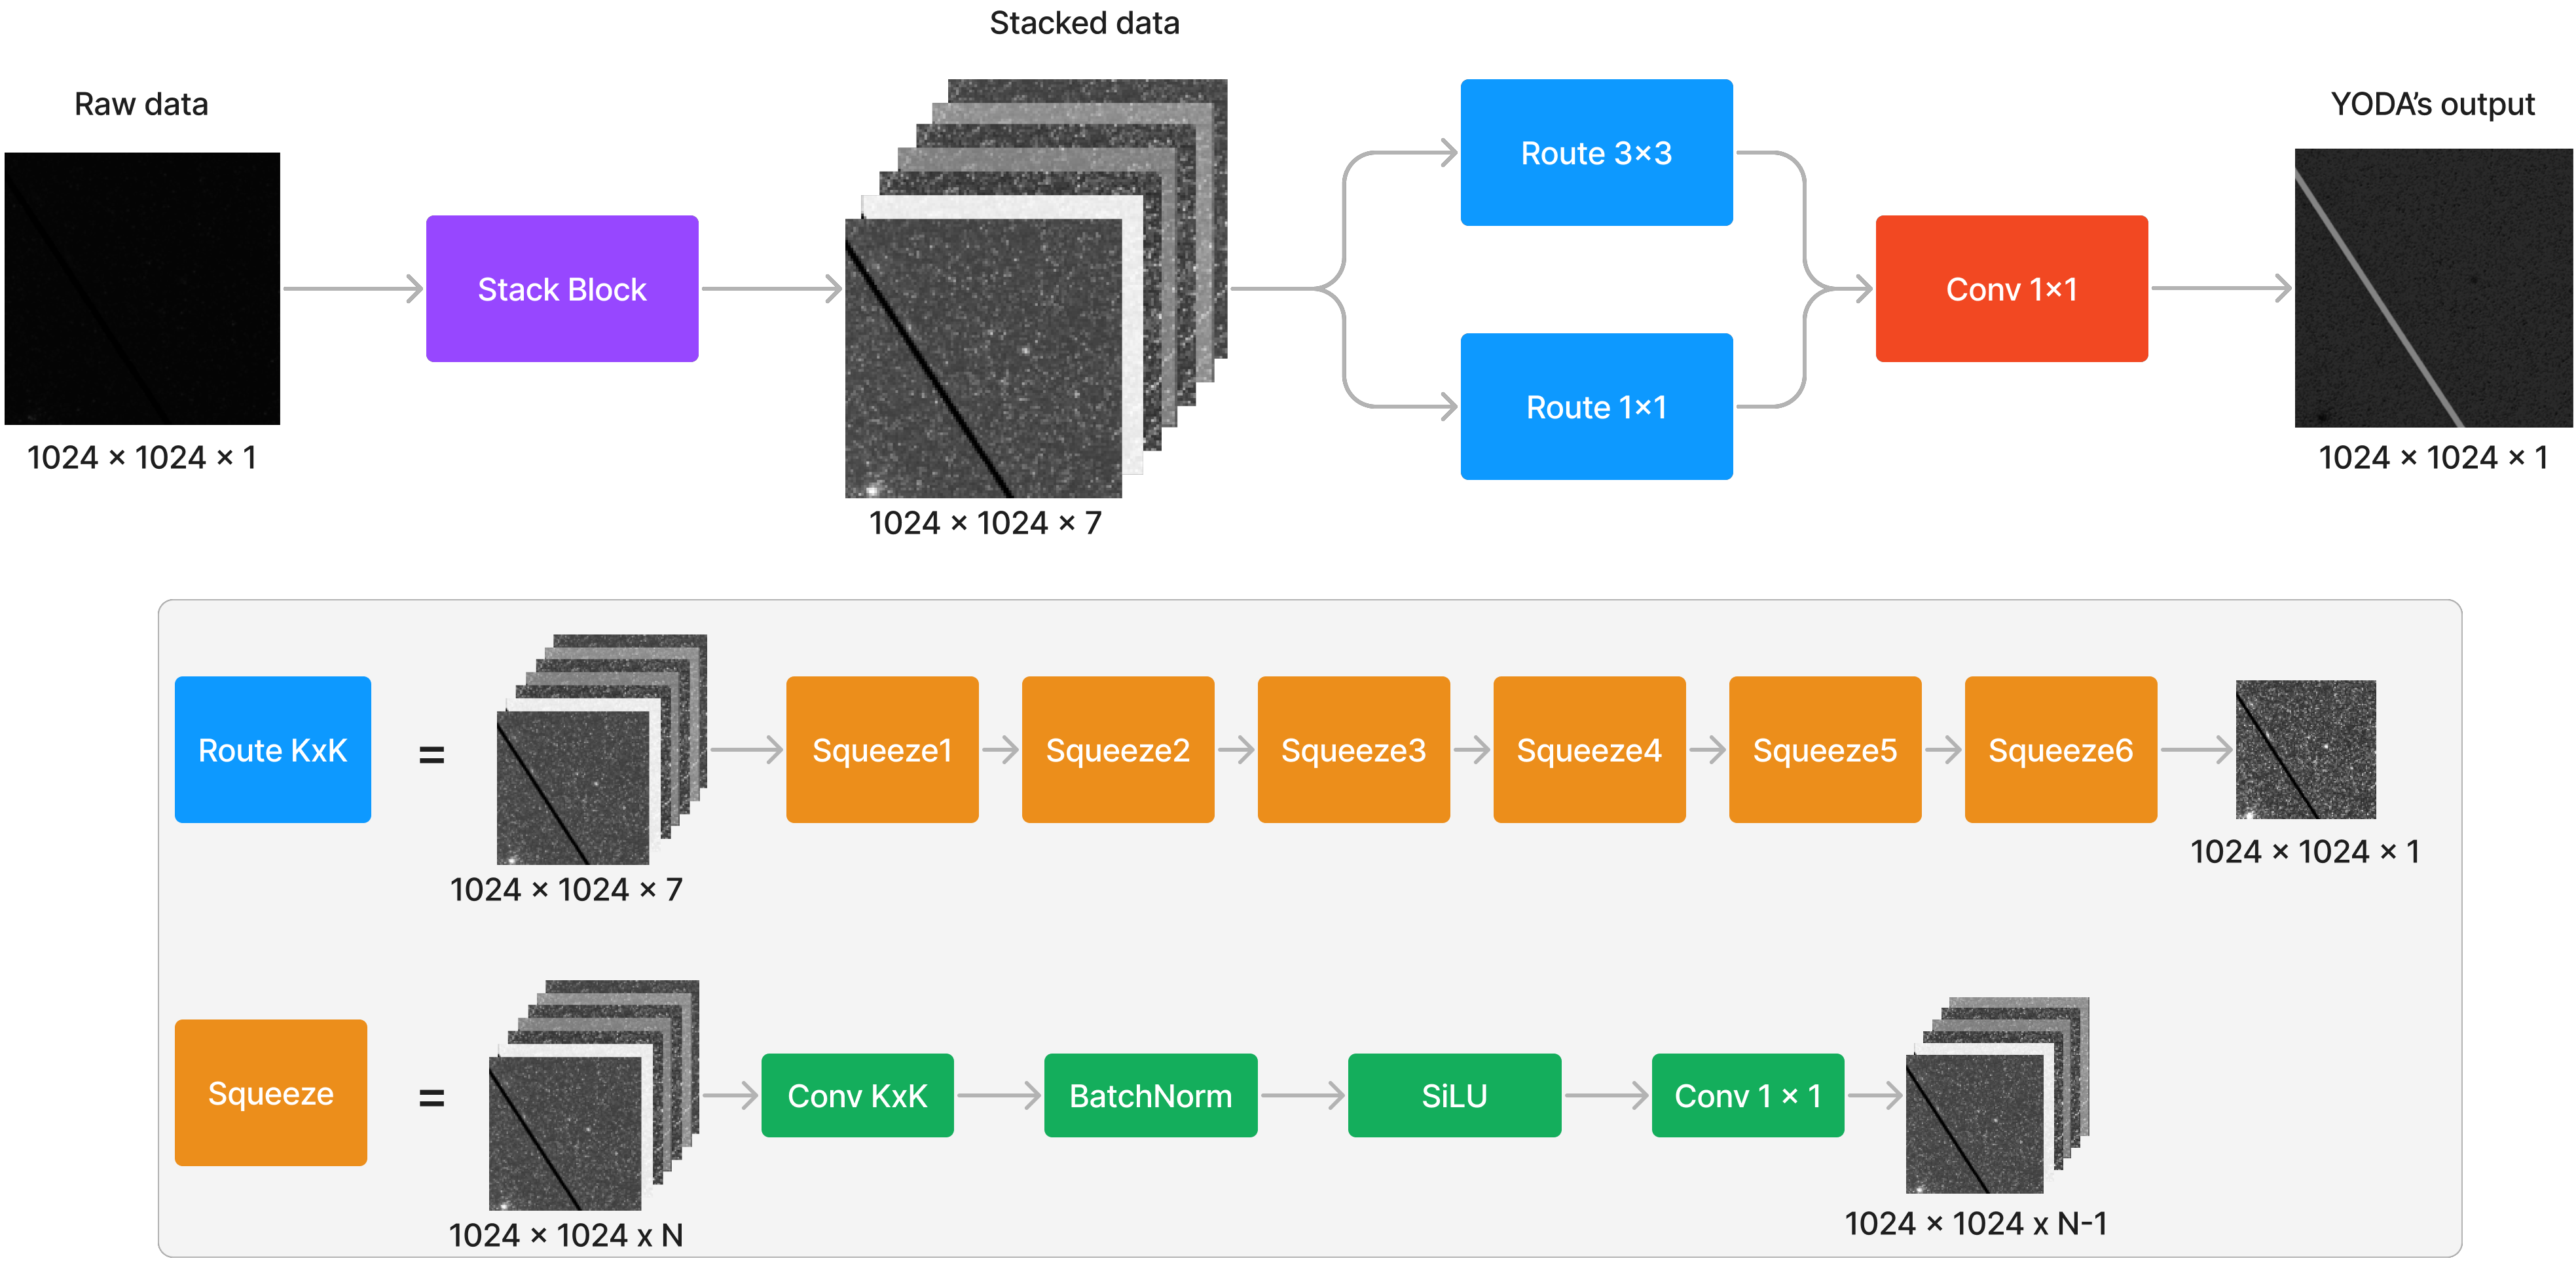 Stacked data
Raw data
YODA’s output
Stack Block
Route 3×3
Route 1×1
Conv 1×1
1024 × 1024 × 1
1024 × 1024 × 7
1024 × 1024 × 1
Route KxK
=
Squeeze1
Squeeze2
Squeeze3
Squeeze4
Squeeze5
Squeeze6
1024 × 1024 × 7
1024 × 1024 × 1
Squeeze
=
Conv KxK
BatchNorm
SiLU
Conv 1 × 1
1024 × 1024 x N
1024 × 1024 x N-1